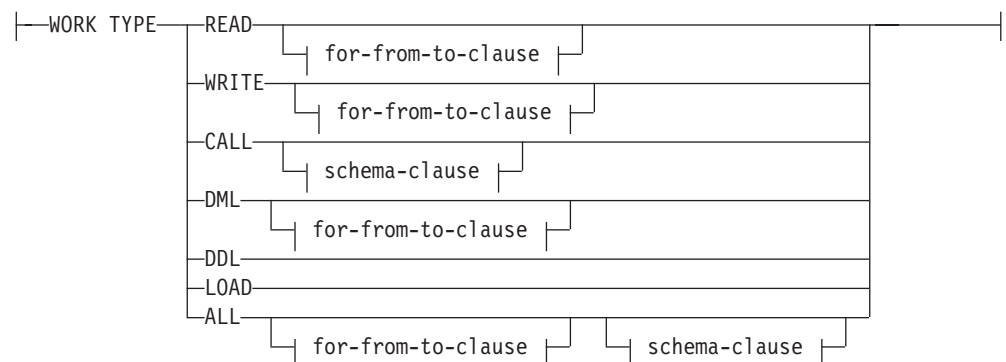 WORK TYPE READ
for-from-to-clause
WRITE
for-from-to-clause
CALL
schema-clause
DML
for-from-to-clause
DDL
LOAD
ALL
for-from-to-clause schema-clause